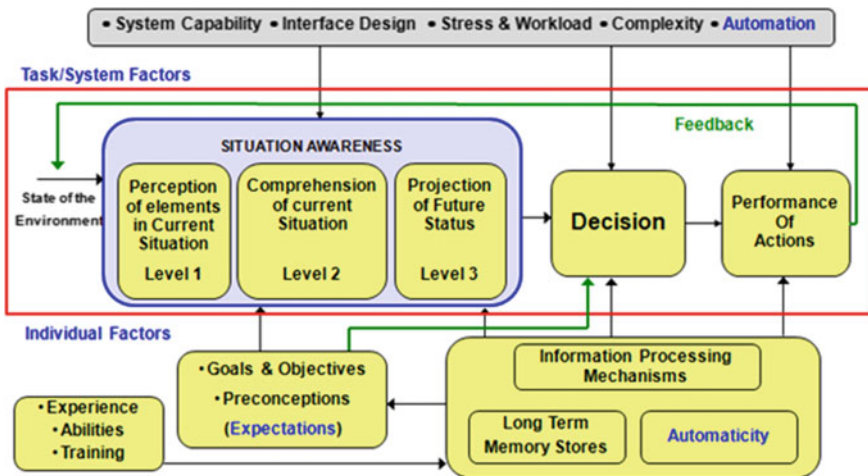 • System Capability • Interface Design • Stress & Workload • Complexity • Automation
Task/System Factors
Feedback
SITUATION AWARENESS
State of the
Environment
Perception
of elements
in Current
Situation
Level 1
Comprehension
of current
Situation
Level 2
Projection
of Future
Status
Level 3
Decision
Performance
Of
Actions
Individual Factors
• Goals & Objectives
• Preconceptions
(Expectations)
• Experience
• Abilities
• Training
Information Processing
Mechanisms
Long Term
Memory Stores
Automaticity